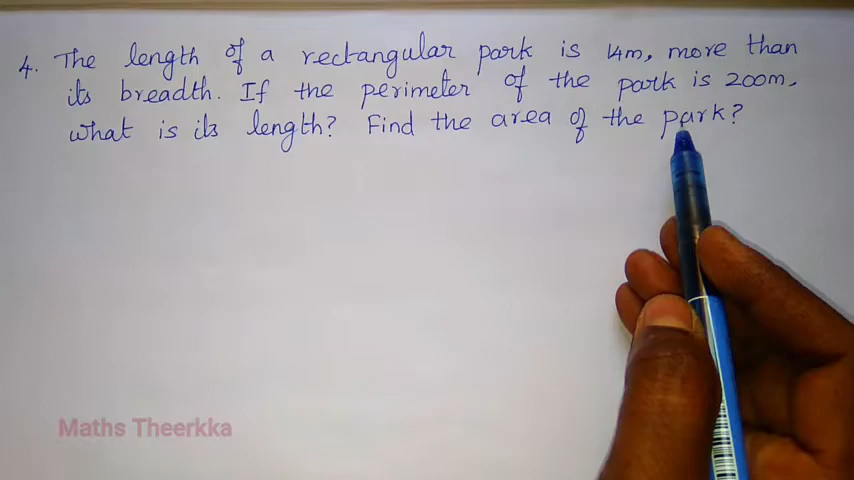 4. The length of a rectangular park is 14m, more than
its breadth. If the perimeter of the park is 200m,
what is its length? Find the area of the park?
Maths Theerkka